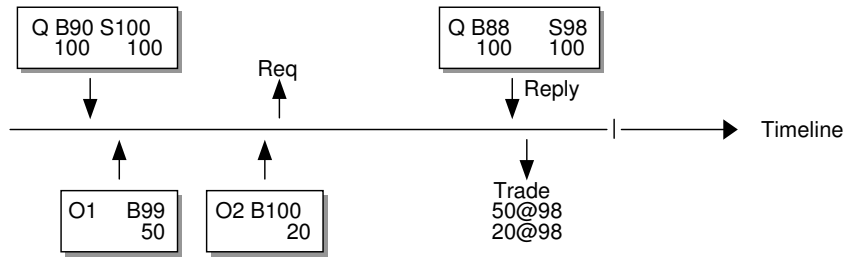 Q B90 S100
100 100
Req
Q B88 S98
100 100
Reply
Timeline
O1 B99
50
O2 B100
20
Trade
50@98
20@98